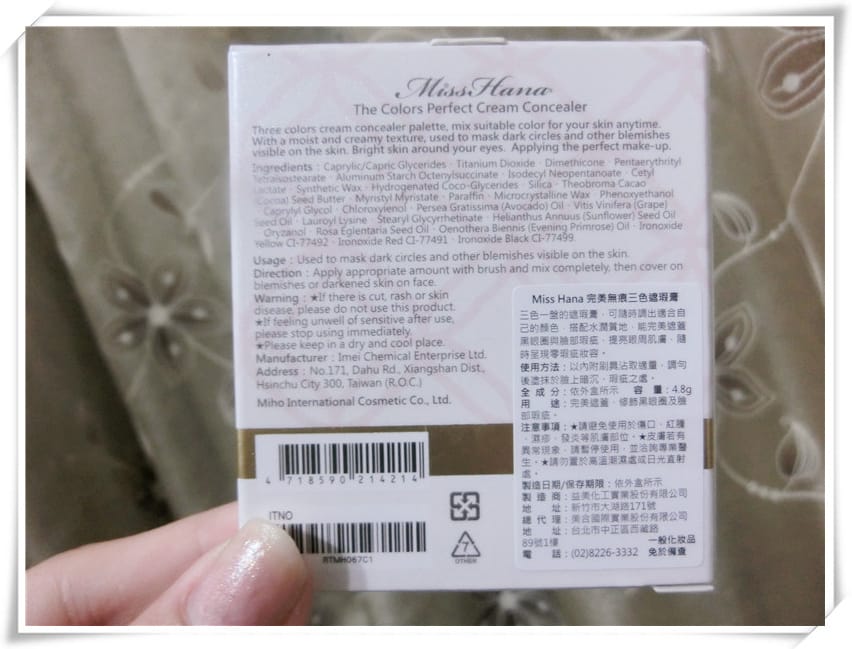 Miss Hana
The Colors Perfect Cream Concealer
Three colors cream concealer palette, mix suitable color for your skin anytime.
With a moist and creamy texture, used to mask dark circles and other blemishes
visible on the skin. Bright skin around your eyes. Applying the perfect make-up.
Ingredients : Caprylic/Capric Glycerides · Titanium Dioxide · Dimethicone · Pentaerythrityl
Tetraisostearate · Aluminum Starch Octenylsuccinate · Isodecyl Neopentanoate · Cetyl
Lactate · Synthetic Wax · Hydrogenated Coco-Glycerides · Silica · Theobroma Cacao
(Cocoa) Seed Butter · Myristyl Myristate · Paraffin · Microcrystalline Wax · Phenoxyethanol
· Caprylyl Glycol · Chloroxylenol · Persea Gratissima (Avocado) Oil · Vitis Vinifera (Grape)
Seed Oil · Lauroyl Lysine · Stearyl Glycyrrhetinate · Helianthus Annuus (Sunflower) Seed Oil
· Oryzanol · Rosa Eglentaria Seed Oil · Oenothera Biennis (Evening Primrose) Oil · Ironoxide
Yellow CI-77492 · Ironoxide Red CI-77491 · Ironoxide Black CI-77499.
Usage : Used to mask dark circles and other blemishes visible on the skin.
Direction : Apply appropriate amount with brush and mix completely, then cover on
blemishes or darkened skin on face.
Warning : ★If there is cut, rash or skin
disease, please do not use this product.
★If feeling unwell of sensitive after use,
please stop using immediately.
★Please keep in a dry and cool place.
Manufacturer : Imei Chemical Enterprise Ltd.
Address : No.171, Dahu Rd., Xiangshan Dist.,
Hsinchu City 300, Taiwan (R.O.C.)
Miho International Cosmetic Co., Ltd.
4 718590 214214
ITNO
RTMH067C1
7
OTHER
Miss Hana 完美無痕三色遮瑕膏
三色一盤的遮瑕膏，可隨時調出適合自
己的顏色，搭配水潤質地，能完美遮蓋
黑眼圈與臉部瑕疵，提亮眼周肌膚，隨
時呈現零瑕疵妝容。
使用方法：以內附刷具沾取適量，調勻
後塗抹於臉上暗沉、瑕疵之處。
全 成 分：依外盒所示 容 量：4.8g
用 途：完美遮蓋、修飾黑眼圈及臉
部瑕疵。
注意事項：★請避免使用於傷口、紅腫
、濕疹、發炎等肌膚部位。★皮膚若有
異常現象，請暫停使用，並洽詢專業醫
生。★請勿置於高溫潮濕處或日光直射
處。
製造日期/保存期限：依外盒所示
製 造 商：益美化工實業股份有限公司
地 址：新竹市大湖路171號
總 代 理：美合國際實業股份有限公司
地 址：台北市中正區西藏路
89號1樓 一般化妝品
電 話：(02)8226-3332 免於備查